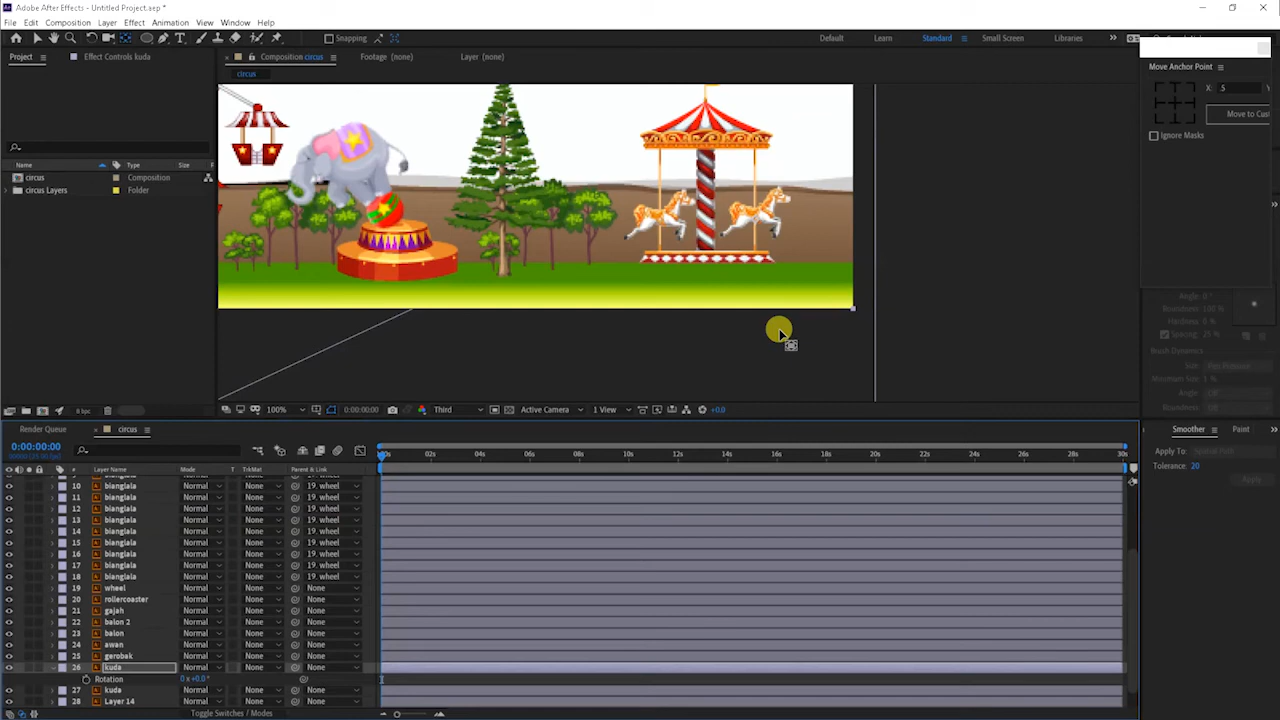 Adobe After Effects - Untitled Project.aep *
File Edit Composition Layer Effect Animation View Window Help
Snapping Default Learn Standard Small Screen Libraries
Project Effect Controls kuda Composition circus Footage (none) Layer (none)
circus
Move Anchor Point
X: .5
Move to Cust
Ignore Masks
Name Type Size
circus Composition
circus Layers Folder
Angle: 0°
Roundness: 100 %
Hardness: 0 %
Spacing: 25 %
Brush Dynamics
Size: Pen Pressure
Minimum Size: 1 %
Angle: Off
Roundness: Off
8 bpc 100% 0:00:00:00 Third Active Camera 1 View +0.0
Render Queue circus
Smoother Paint
0:00:00:00
02s 04s 06s 08s 10s 12s 14s 16s 18s 20s 22s 24s 26s 28s 30s
Apply To: Spatial Path
Tolerance: 20
Apply
# Layer Name Mode T TrkMat Parent & Link
10 bianglala Normal None 19. wheel
11 bianglala Normal None 19. wheel
12 bianglala Normal None 19. wheel
13 bianglala Normal None 19. wheel
14 bianglala Normal None 19. wheel
15 bianglala Normal None 19. wheel
16 bianglala Normal None 19. wheel
17 bianglala Normal None 19. wheel
18 bianglala Normal None 19. wheel
19 wheel Normal None None
20 rollercoaster Normal None None
21 gajah Normal None None
22 balon 2 Normal None None
23 balon Normal None None
24 awan Normal None None
25 gerobak Normal None None
26 kuda Normal None None
Rotation 0 x+0.0°
27 kuda Normal None None
28 Layer 14 Normal None None
Toggle Switches / Modes